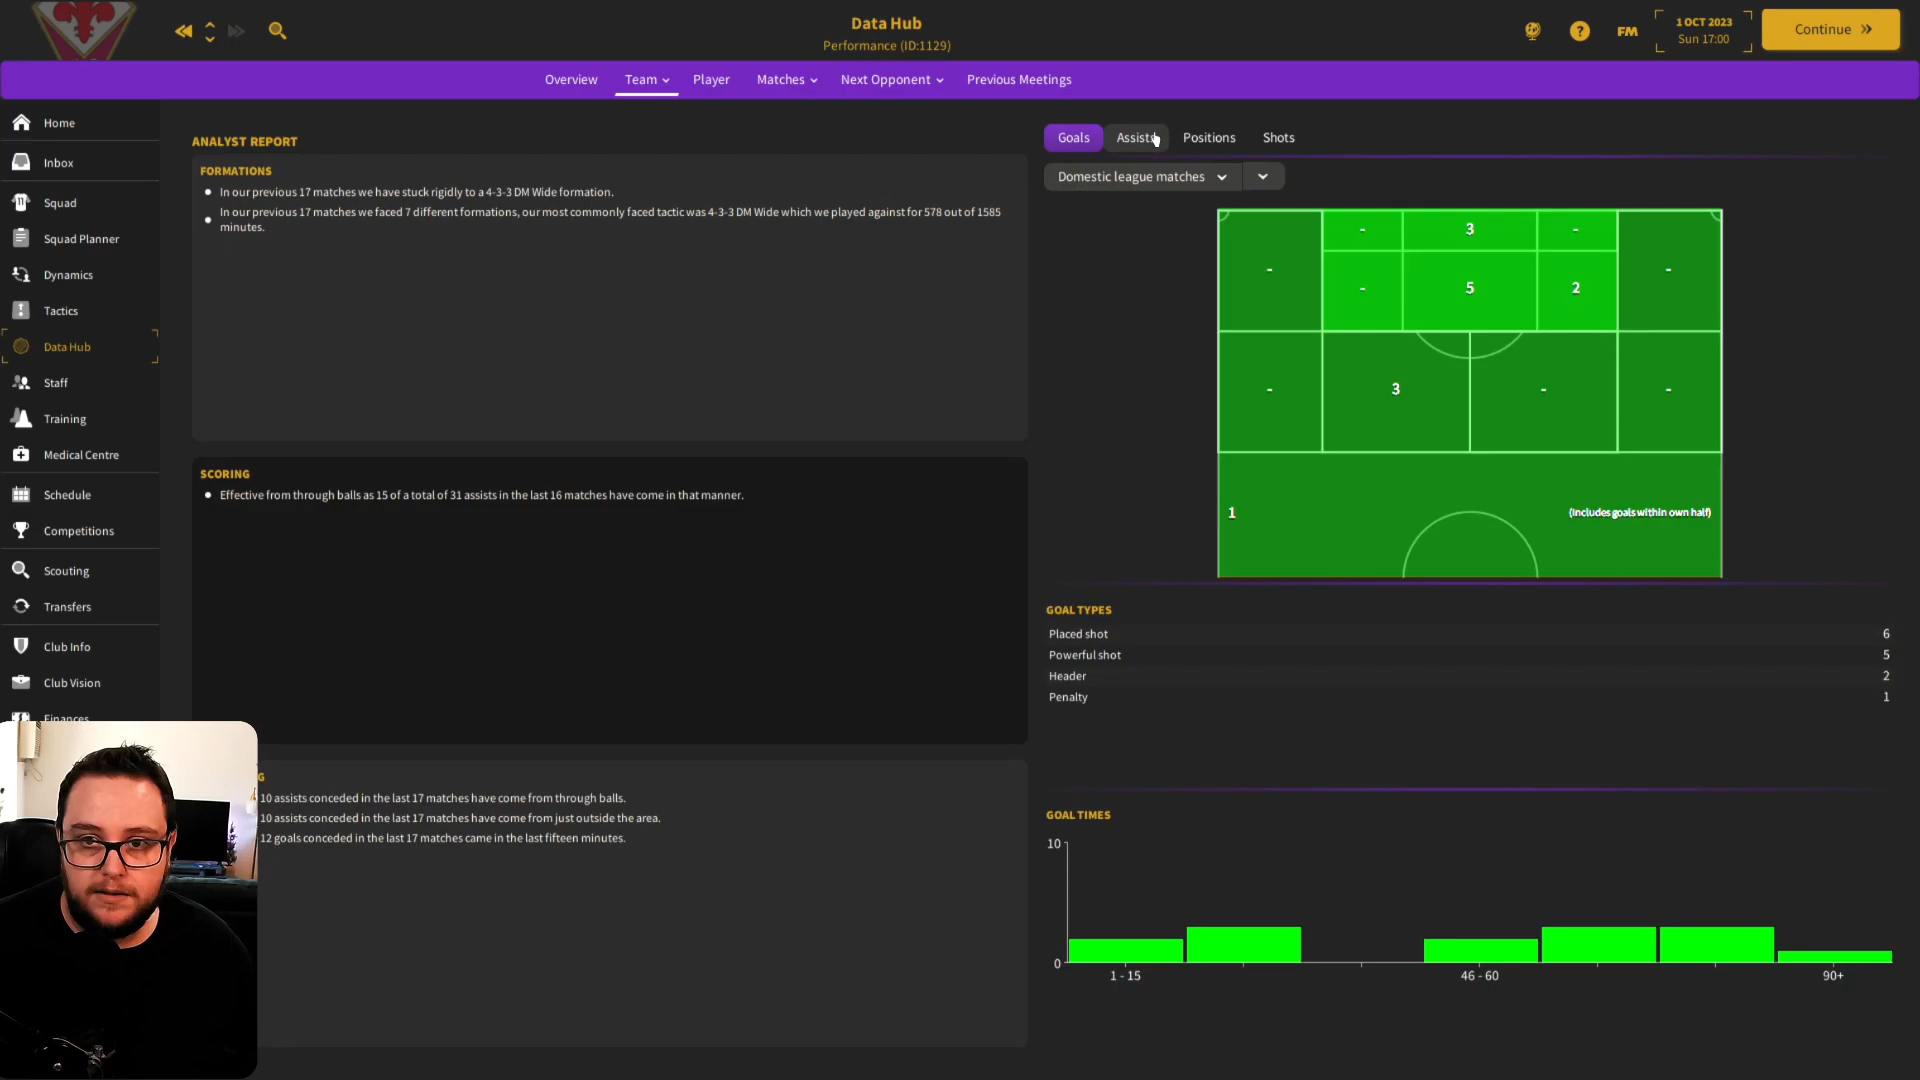 Data Hub
Performance (ID:1129)
FM
1 OCT 2023
Sun 17:00
Continue
Overview
Team
Player
Matches
Next Opponent
Previous Meetings
Home
Inbox
Squad
Squad Planner
Dynamics
Tactics
Data Hub
Staff
Training
Medical Centre
Schedule
Competitions
Scouting
Transfers
Club Info
Club Vision
Finances
ANALYST REPORT
FORMATIONS
In our previous 17 matches we have stuck rigidly to a 4-3-3 DM Wide formation.
In our previous 17 matches we faced 7 different formations, our most commonly faced tactic was 4-3-3 DM Wide which we played against for 578 out of 1585
minutes.
SCORING
Effective from through balls as 15 of a total of 31 assists in the last 16 matches have come in that manner.
G
10 assists conceded in the last 17 matches have come from through balls.
10 assists conceded in the last 17 matches have come from just outside the area.
12 goals conceded in the last 17 matches came in the last fifteen minutes.
Goals
Assists
Positions
Shots
Domestic league matches
- 3 -
- - 5 2 -
- 3 - -
1 (Includes goals within own half)
GOAL TYPES
Placed shot 6
Powerful shot 5
Header 2
Penalty 1
GOAL TIMES
10
0
1 - 15
46 - 60
90+